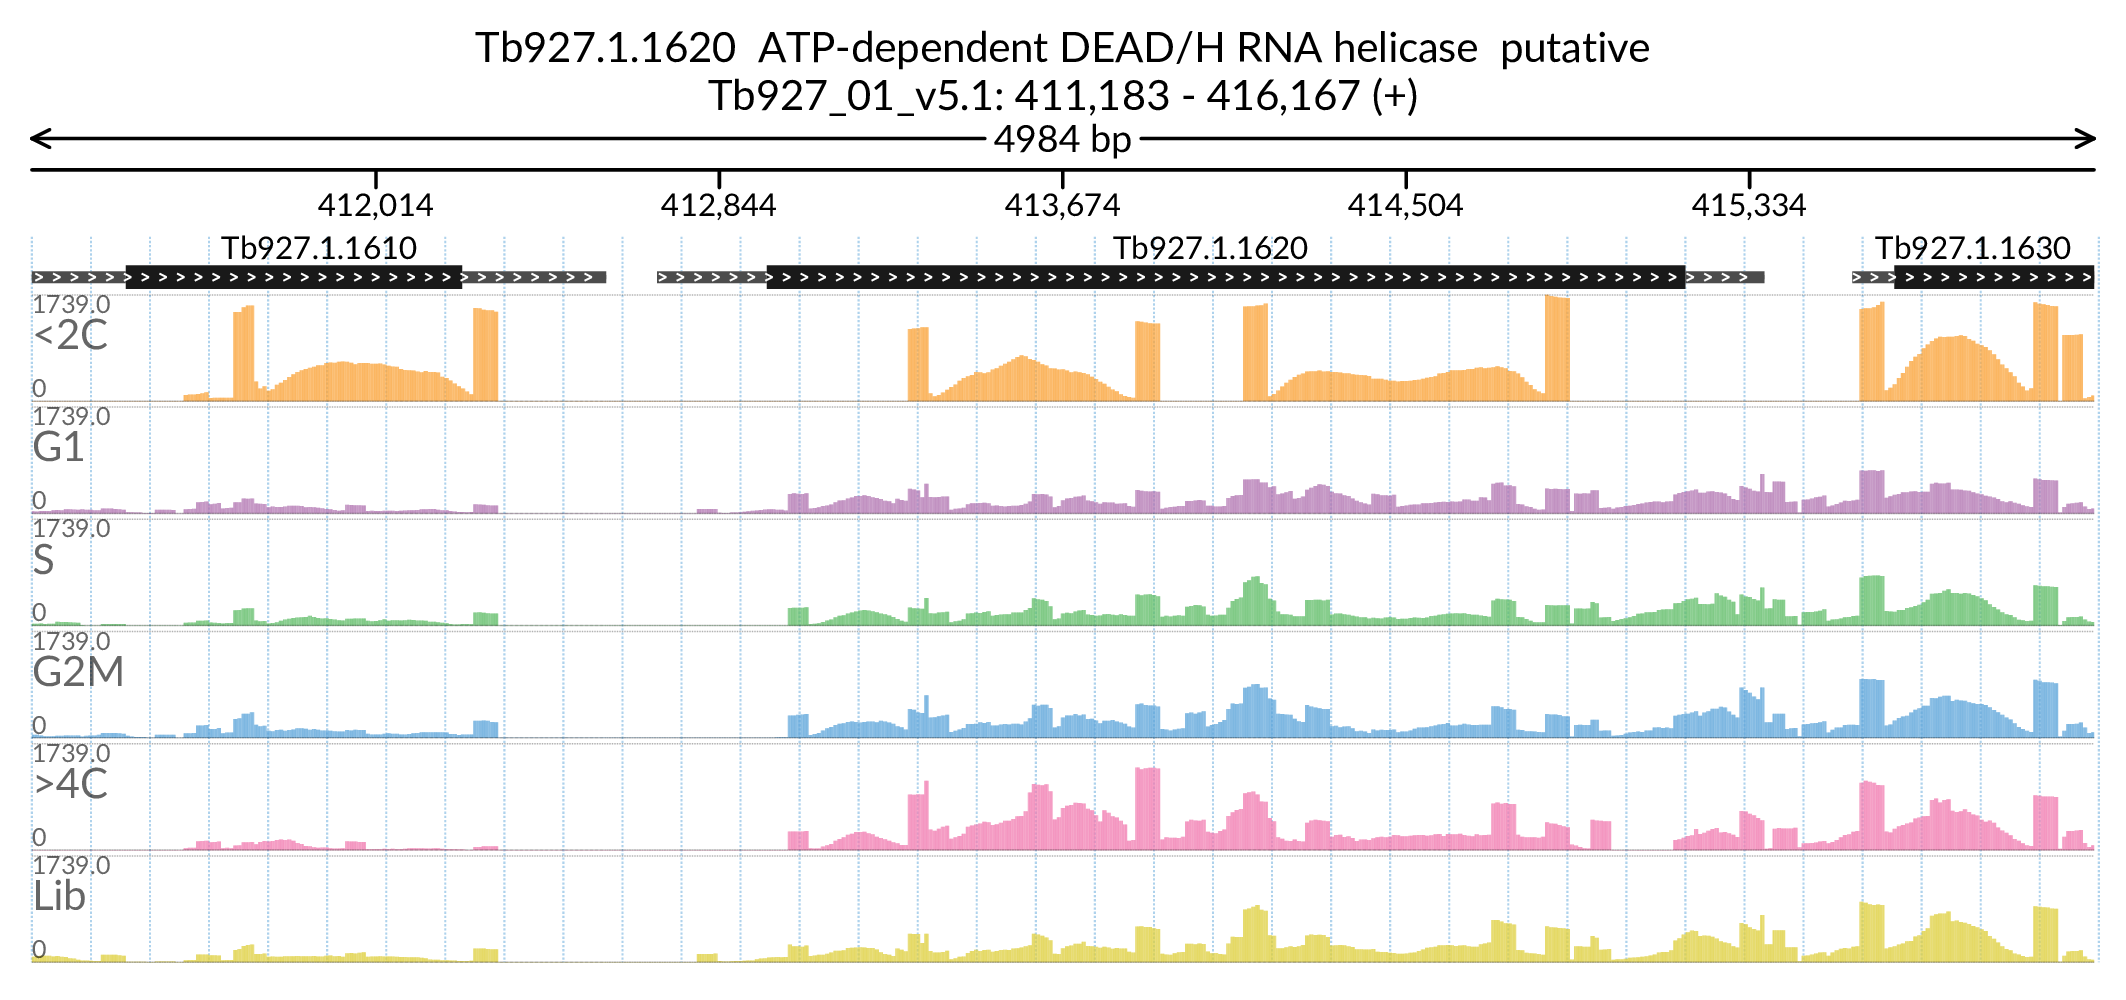 Tb927.1.1620 ATP-dependent DEAD/H RNA helicase putative
Tb927_01_v5.1: 411,183 - 416,167 (+)
4984 bp
412,014 412,844 413,674 414,504 415,334
Tb927.1.1610 Tb927.1.1620 Tb927.1.1630
1739.0
<2C
0
1739.0
G1
0
1739.0
S
0
1739.0
G2M
0
1739.0
>4C
0
1739.0
Lib
0